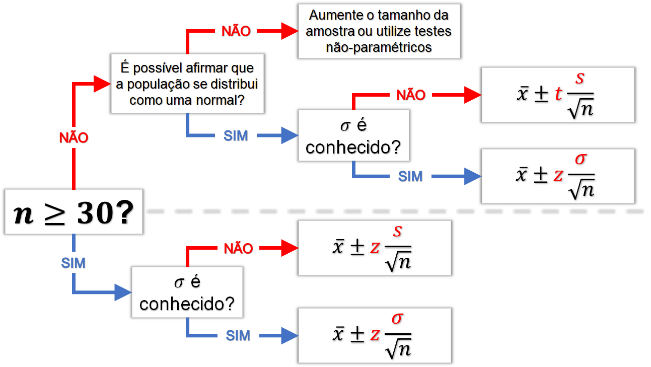 NÃO
Aumente o tamanho da
amostra ou utilize testes
não-paramétricos
É possível afirmar que
a população se distribui
como uma normal?
NÃO
SIM
σ é
conhecido?
NÃO
x̄ ± t s/√n
SIM
x̄ ± z σ/√n
n ≥ 30?
SIM
σ é
conhecido?
NÃO
x̄ ± z s/√n
SIM
x̄ ± z σ/√n